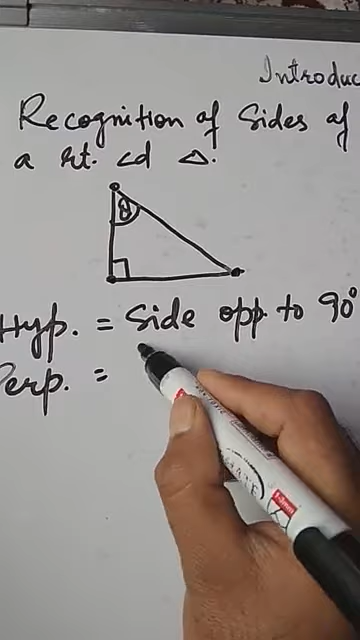 Introduc
Recognition of Sides of
a rt. ∠d △.
θ
Hyp. = Side opp. to 90°
Perp. =